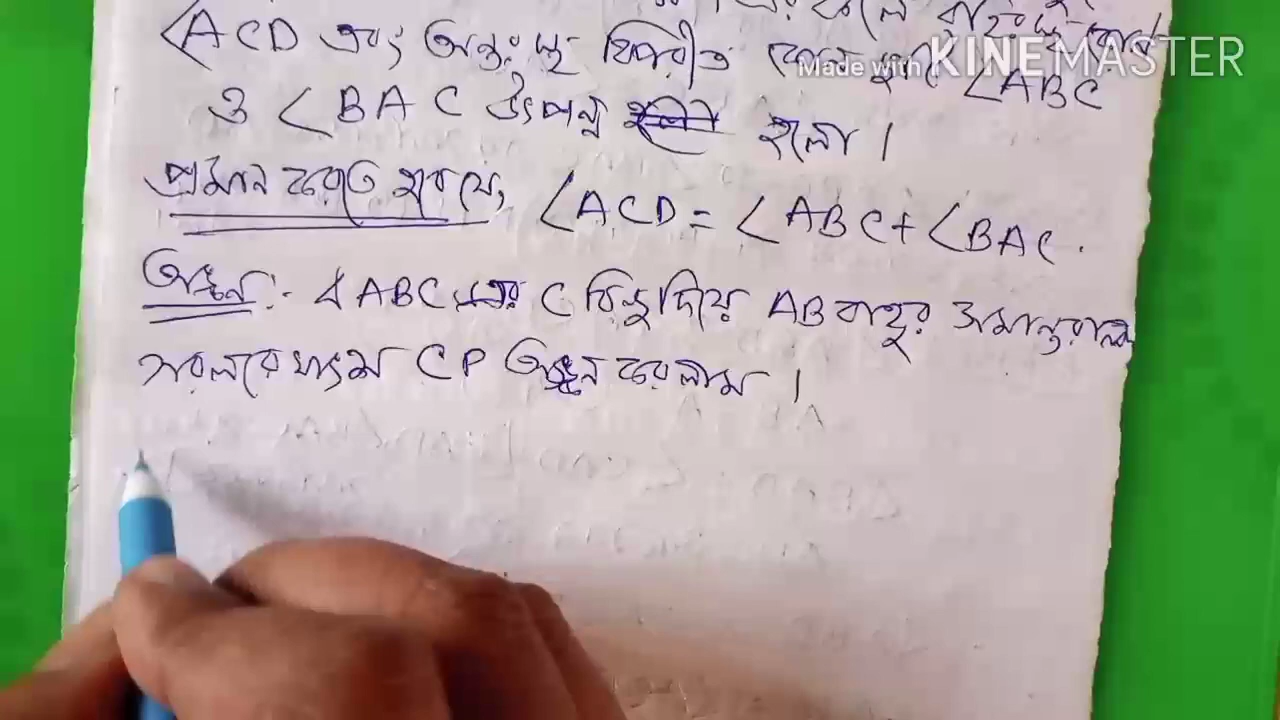 ∠ACD এবং অন্তঃস্থ বিপরীত কোণ দুটি ∠ABC
Made with KINEMASTER
ও ∠BAC উৎপন্ন হলো।
প্রমান করতে হবে যে, ∠ACD = ∠ABC + ∠BAC.
অঙ্কন:- ∆ABC এর C বিন্দু দিয়ে AB বাহুর সমান্তরাল
সরলরেখাংশ CP অঙ্কন করলাম।